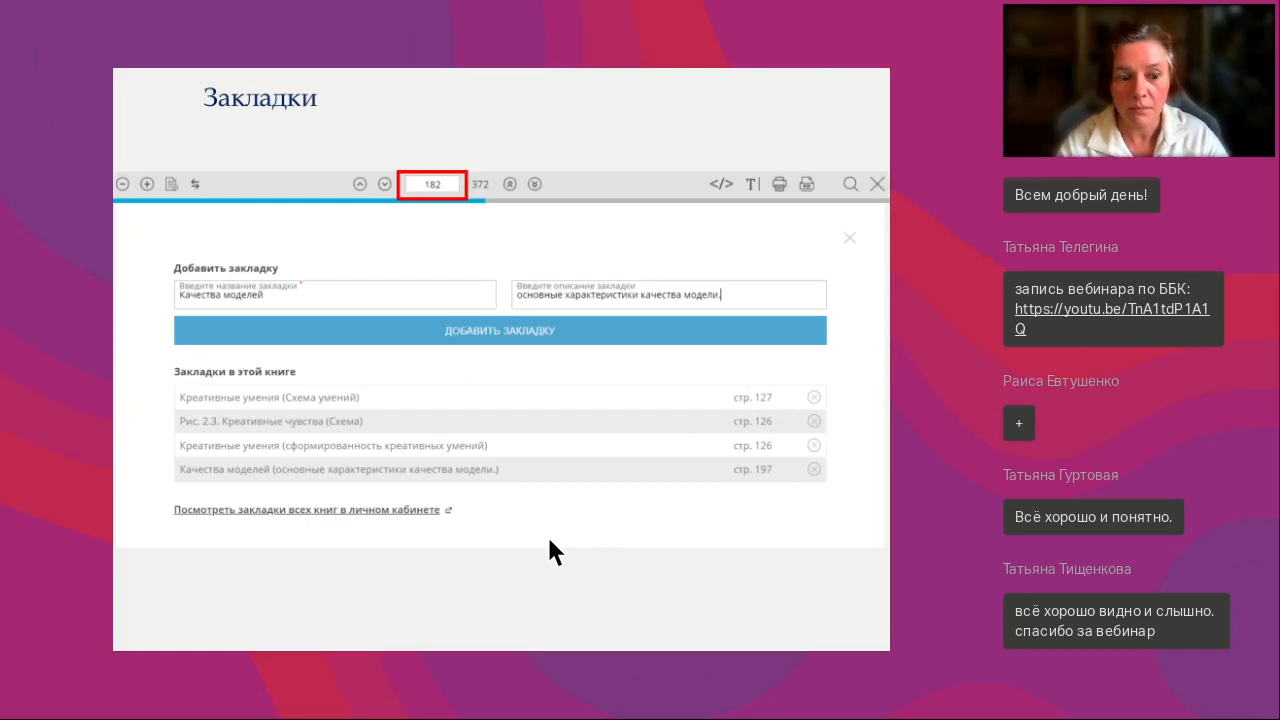 Закладки
182
372
</>
T
Добавить закладку
Введите название закладки *
Качества моделей
Введите описание закладки
основные характеристики качества модели.
ДОБАВИТЬ ЗАКЛАДКУ
Закладки в этой книге
Креативные умения (Схема умений) стр. 127
Рис. 2.3. Креативные чувства (Схема) стр. 126
Креативные умения (сформированность креативных умений) стр. 126
Качества моделей (основные характеристики качества модели.) стр. 197
Посмотреть закладки всех книг в личном кабинете
Всем добрый день!
Татьяна Телегина
запись вебинара по ББК:
https://youtu.be/TnA1tdP1A1
Q
Раиса Евтушенко
+
Татьяна Гуртовая
Всё хорошо и понятно.
Татьяна Тищенкова
всё хорошо видно и слышно.
спасибо за вебинар